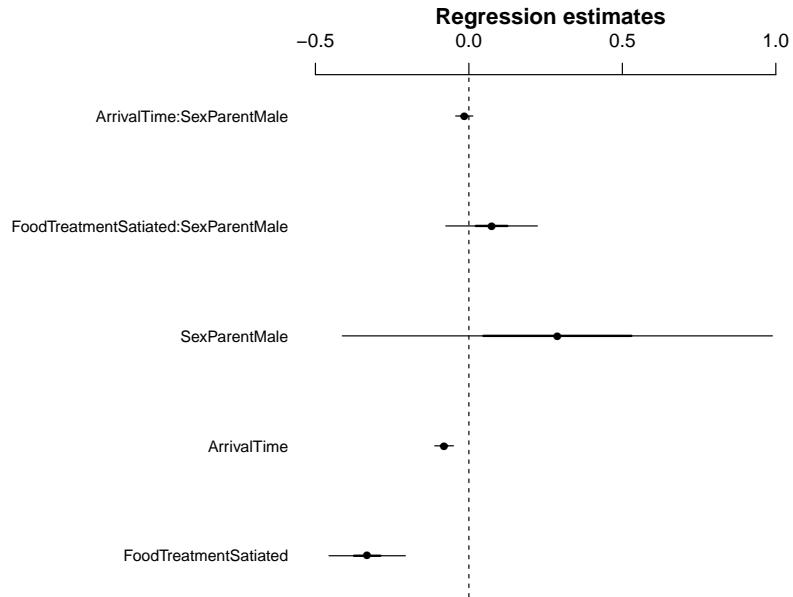 Regression estimates
−0.5 0.0 0.5 1.0
ArrivalTime:SexParentMale
FoodTreatmentSatiated:SexParentMale
SexParentMale
ArrivalTime
FoodTreatmentSatiated